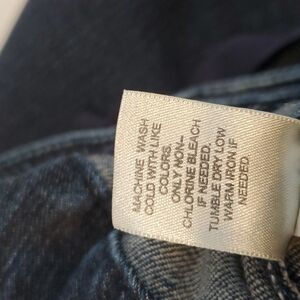 MACHINE WASH
COLD WITH LIKE
COLORS.
ONLY NON-
CHLORINE BLEACH
IF NEEDED.
TUMBLE DRY LOW
WARM IRON IF
NEEDED